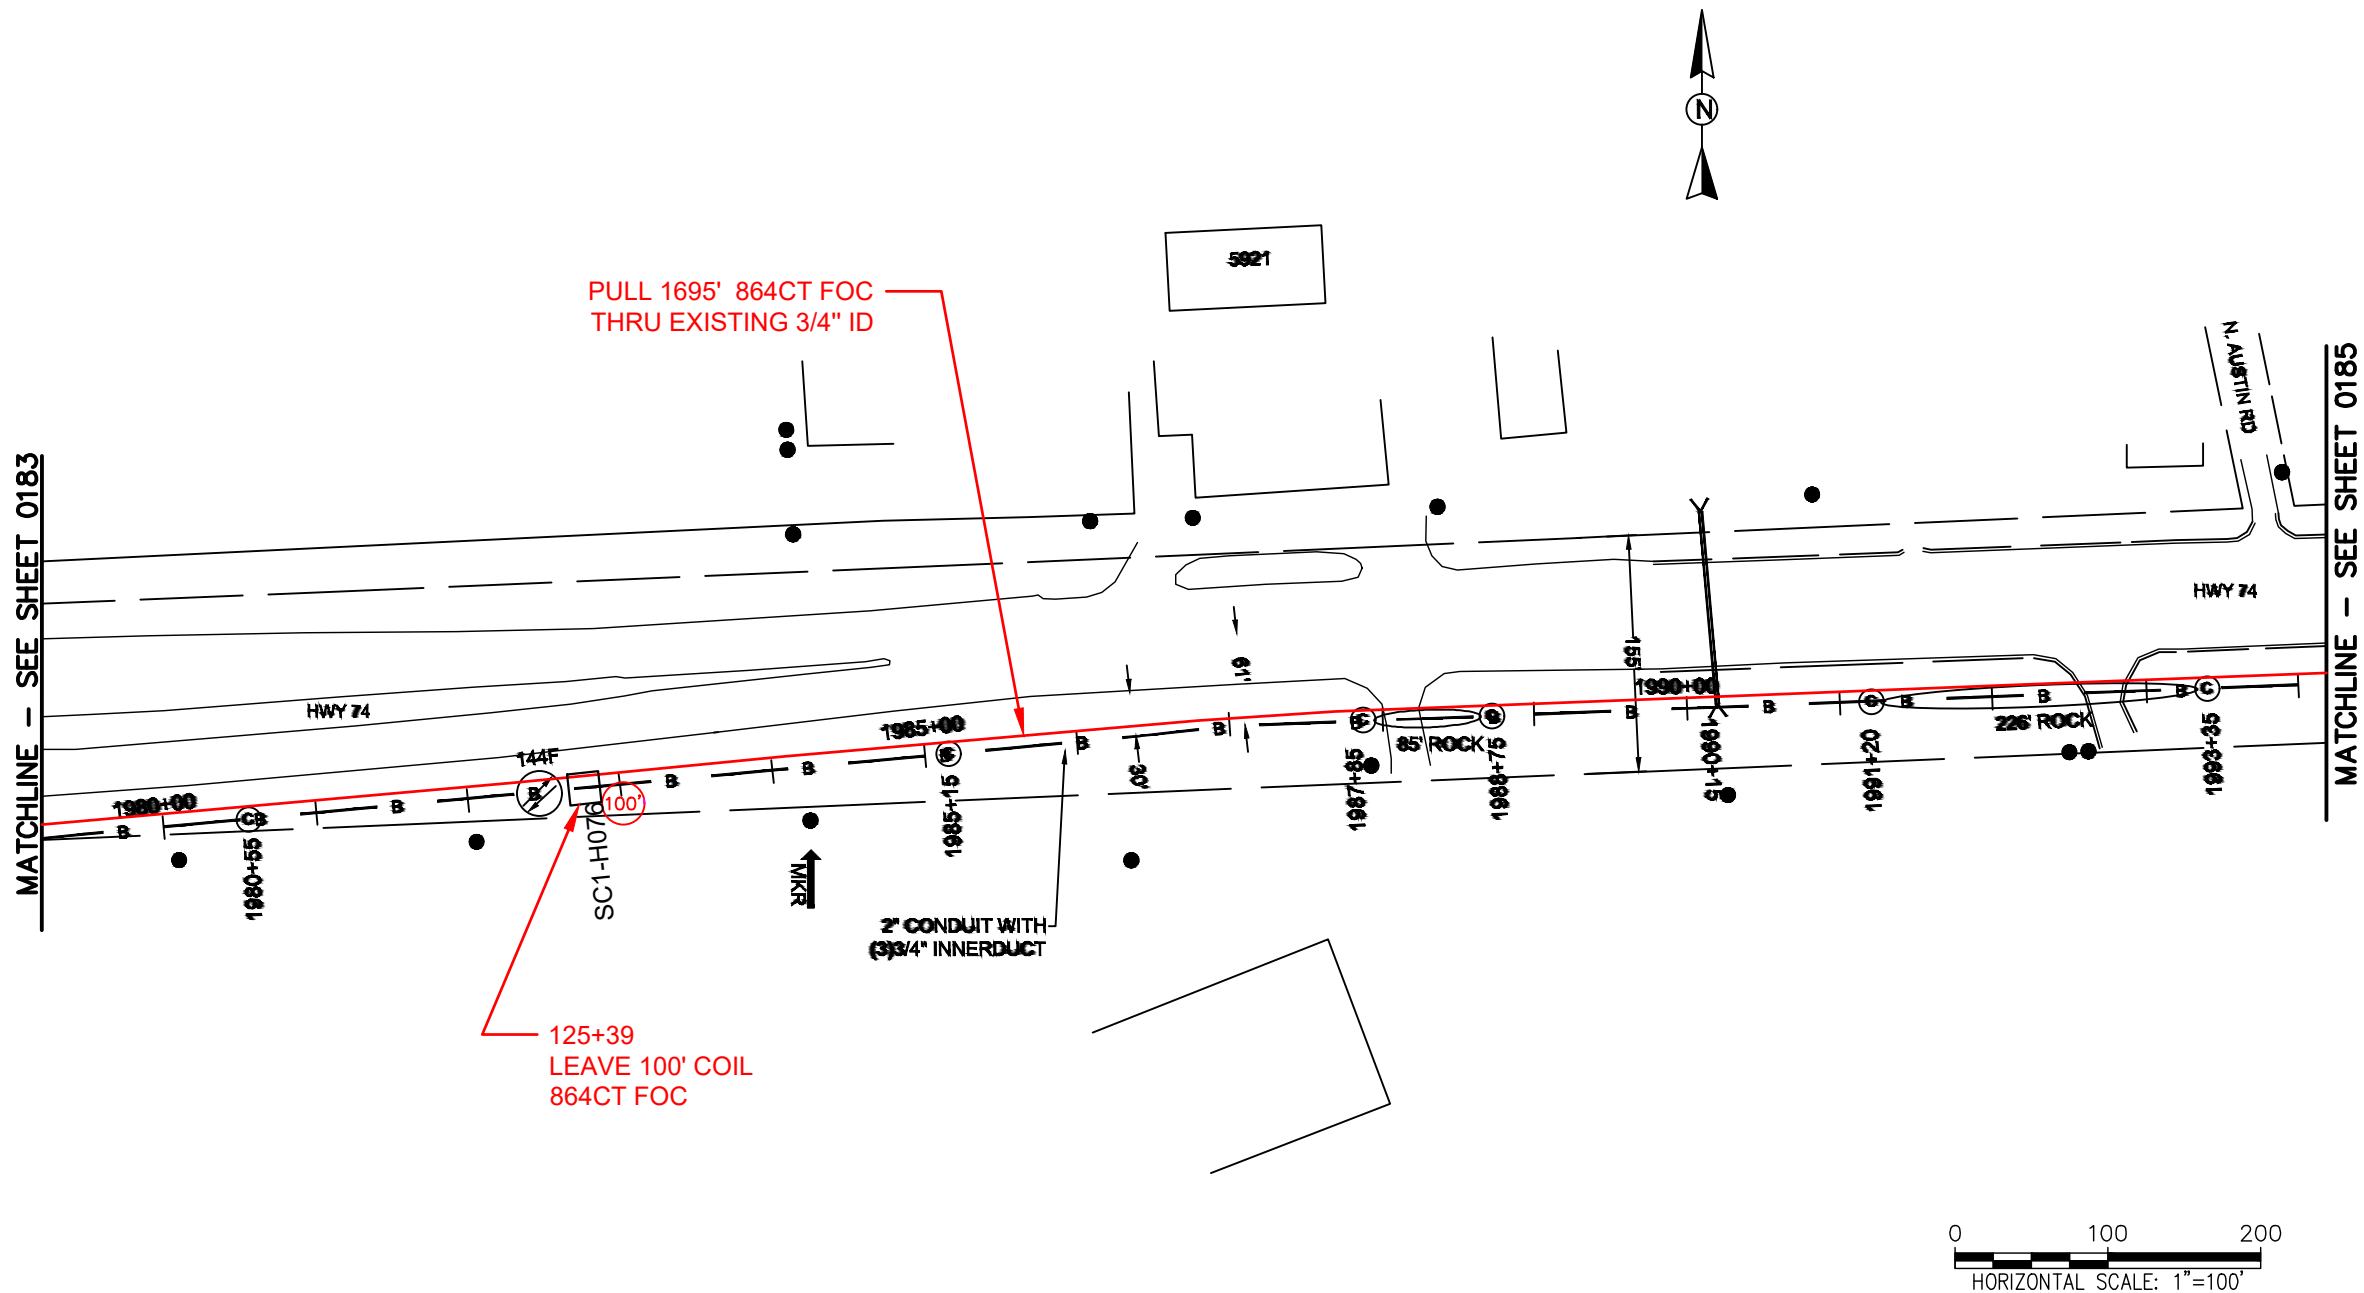 N
5921
PULL 1695' 864CT FOC
THRU EXISTING 3/4" ID
N. AUSTIN RD
MATCHLINE - SEE SHEET 0183
MATCHLINE - SEE SHEET 0185
HWY 74
HWY 74
155'
61'
30'
1980+00
1985+00
1990+00
144F
B
B
B
B
B
B
B
B
B
B
B
B
B
B
C
C
C
C
C
C
100'
SC1-H076
85' ROCK
226' ROCK
1980+55
1985+15
1987+85
1988+75
1990+15
1991+20
1993+35
MKR
2" CONDUIT WITH
(3)3/4" INNERDUCT
125+39
LEAVE 100' COIL
864CT FOC
0 100 200
HORIZONTAL SCALE: 1"=100'